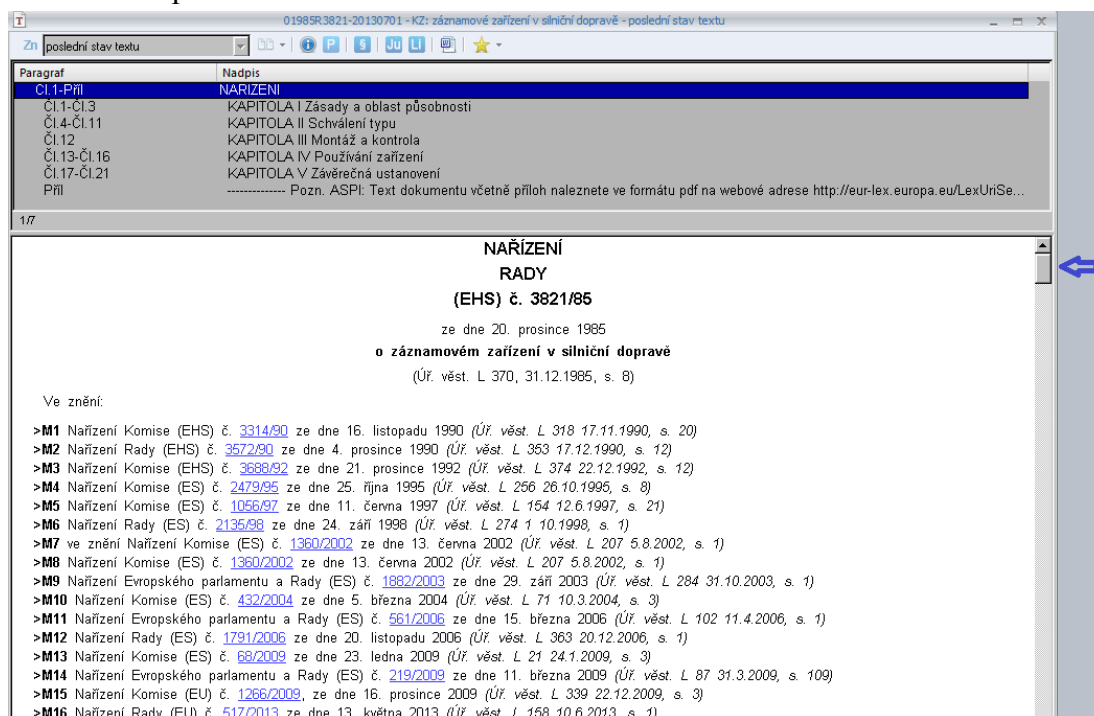 01985R3821-20130701 - KZ: záznamové zařízení v silniční dopravě - poslední stav textu
Zn poslední stav textu
Paragraf Nadpis
Čl.1-Příl NAŘÍZENÍ
Čl.1-Čl.3 KAPITOLA I Zásady a oblast působnosti
Čl.4-Čl.11 KAPITOLA II Schválení typu
Čl.12 KAPITOLA III Montáž a kontrola
Čl.13-Čl.16 KAPITOLA IV Používání zařízení
Čl.17-Čl.21 KAPITOLA V Závěrečná ustanovení
Příl -------------- Pozn. ASPI: Text dokumentu včetně příloh naleznete ve formátu pdf na webové adrese http://eur-lex.europa.eu/LexUriSe...
1/7
NAŘÍZENÍ
RADY
(EHS) č. 3821/85
ze dne 20. prosince 1985
o záznamovém zařízení v silniční dopravě
(Úř. věst. L 370, 31.12.1985, s. 8)
Ve znění:
>M1 Nařízení Komise (EHS) č. 3314/90 ze dne 16. listopadu 1990 (Úř. věst. L 318 17.11.1990, s. 20)
>M2 Nařízení Rady (EHS) č. 3572/90 ze dne 4. prosince 1990 (Úř. věst. L 353 17.12.1990, s. 12)
>M3 Nařízení Komise (EHS) č. 3688/92 ze dne 21. prosince 1992 (Úř. věst. L 374 22.12.1992, s. 12)
>M4 Nařízení Komise (ES) č. 2479/95 ze dne 25. října 1995 (Úř. věst. L 256 26.10.1995, s. 8)
>M5 Nařízení Komise (ES) č. 1056/97 ze dne 11. června 1997 (Úř. věst. L 154 12.6.1997, s. 21)
>M6 Nařízení Rady (ES) č. 2135/98 ze dne 24. září 1998 (Úř. věst. L 274 1 10.1998, s. 1)
>M7 ve znění Nařízení Komise (ES) č. 1360/2002 ze dne 13. června 2002 (Úř. věst. L 207 5.8.2002, s. 1)
>M8 Nařízení Komise (ES) č. 1360/2002 ze dne 13. června 2002 (Úř. věst. L 207 5.8.2002, s. 1)
>M9 Nařízení Evropského parlamentu a Rady (ES) č. 1882/2003 ze dne 29. září 2003 (Úř. věst. L 284 31.10.2003, s. 1)
>M10 Nařízení Komise (ES) č. 432/2004 ze dne 5. března 2004 (Úř. věst. L 71 10.3.2004, s. 3)
>M11 Nařízení Evropského parlamentu a Rady (ES) č. 561/2006 ze dne 15. března 2006 (Úř. věst. L 102 11.4.2006, s. 1)
>M12 Nařízení Rady (ES) č. 1791/2006 ze dne 20. listopadu 2006 (Úř. věst. L 363 20.12.2006, s. 1)
>M13 Nařízení Komise (ES) č. 68/2009 ze dne 23. ledna 2009 (Úř. věst. L 21 24.1.2009, s. 3)
>M14 Nařízení Evropského parlamentu a Rady (ES) č. 219/2009 ze dne 11. března 2009 (Úř. věst. L 87 31.3.2009, s. 109)
>M15 Nařízení Komise (EU) č. 1266/2009, ze dne 16. prosince 2009 (Úř. věst. L 339 22.12.2009, s. 3)
>M16 Nařízení Rady (EU) č. 517/2013 ze dne 13. května 2013 (Úř. věst. L 158 10.6.2013, s. 1)